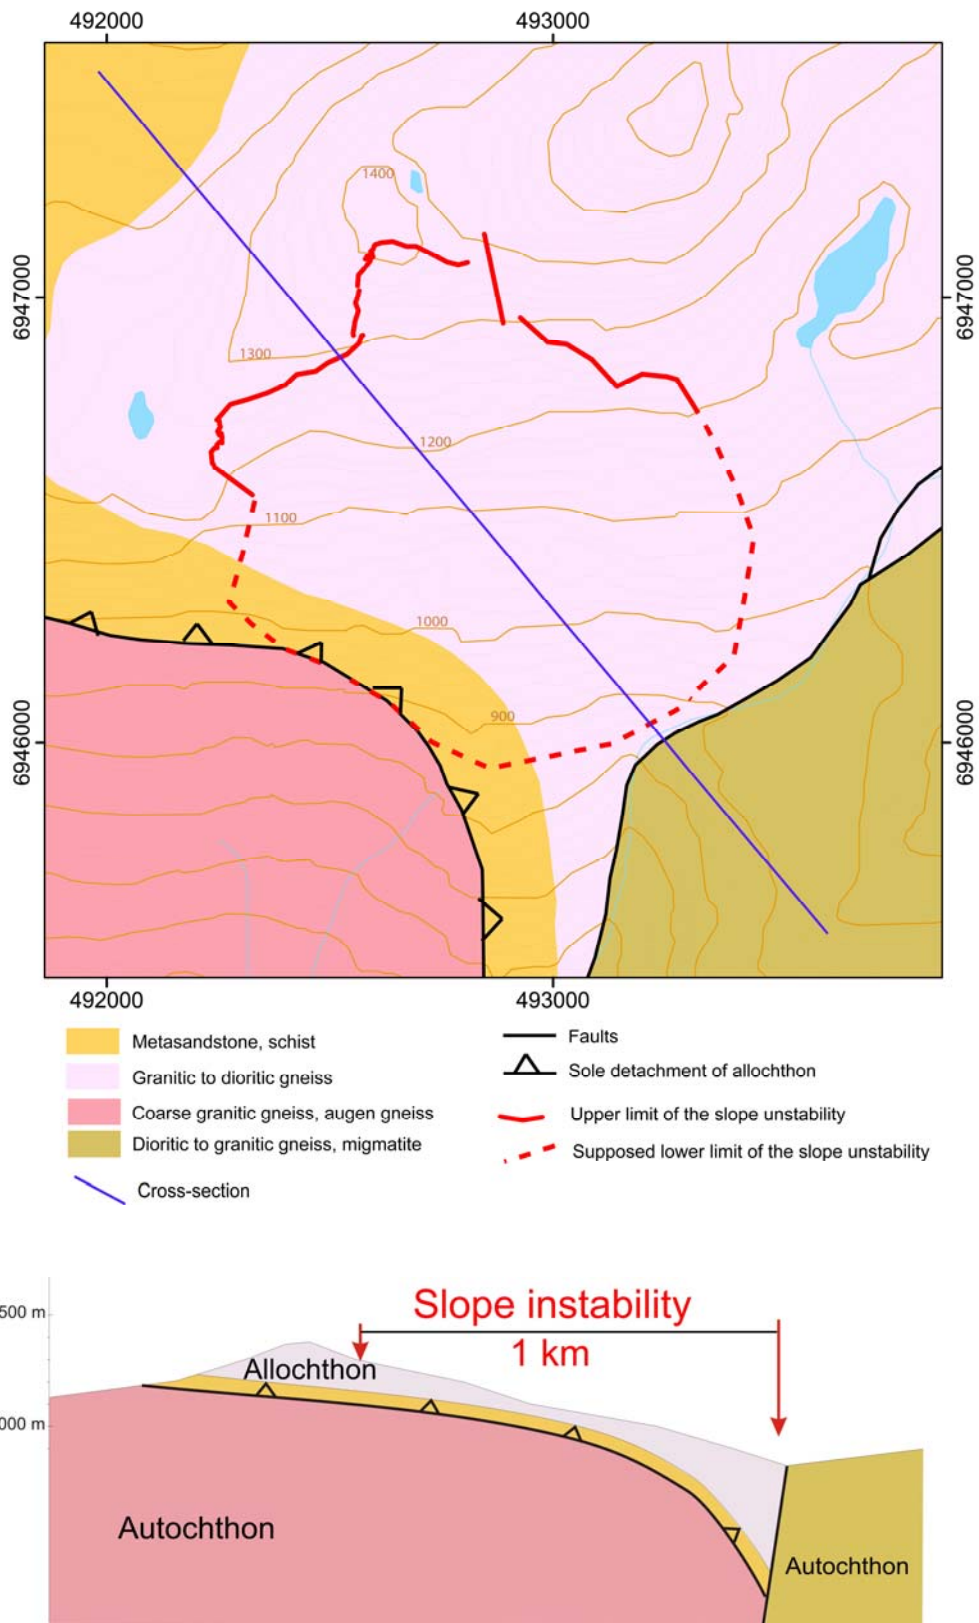 492000
493000
1400
6947000
6947000
1300
1200
1100
1000
900
6946000
6946000
492000
493000
Metasandstone, schist
Granitic to dioritic gneiss
Coarse granitic gneiss, augen gneiss
Dioritic to granitic gneiss, migmatite
Cross-section
Faults
Sole detachment of allochthon
Upper limit of the slope unstability
Supposed lower limit of the slope unstability
Slope instability
1 km
500 m
Allochthon
000 m
Autochthon
Autochthon